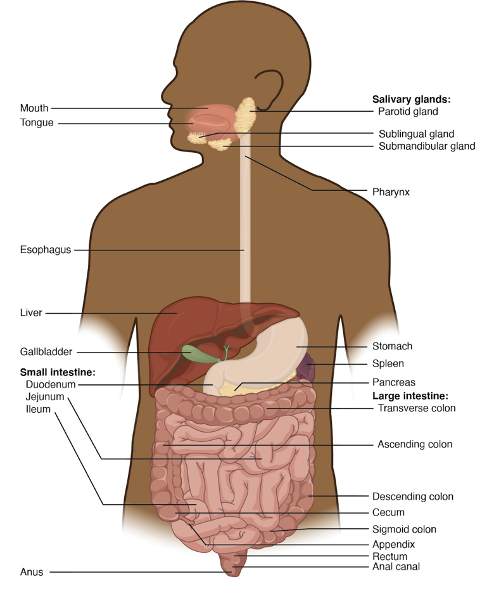 Mouth
Tongue
Esophagus
Liver
Gallbladder
Small intestine:
Duodenum
Jejunum
Ileum
Anus
Salivary glands:
Parotid gland
Sublingual gland
Submandibular gland
Pharynx
Stomach
Spleen
Pancreas
Large intestine:
Transverse colon
Ascending colon
Descending colon
Cecum
Sigmoid colon
Appendix
Rectum
Anal canal